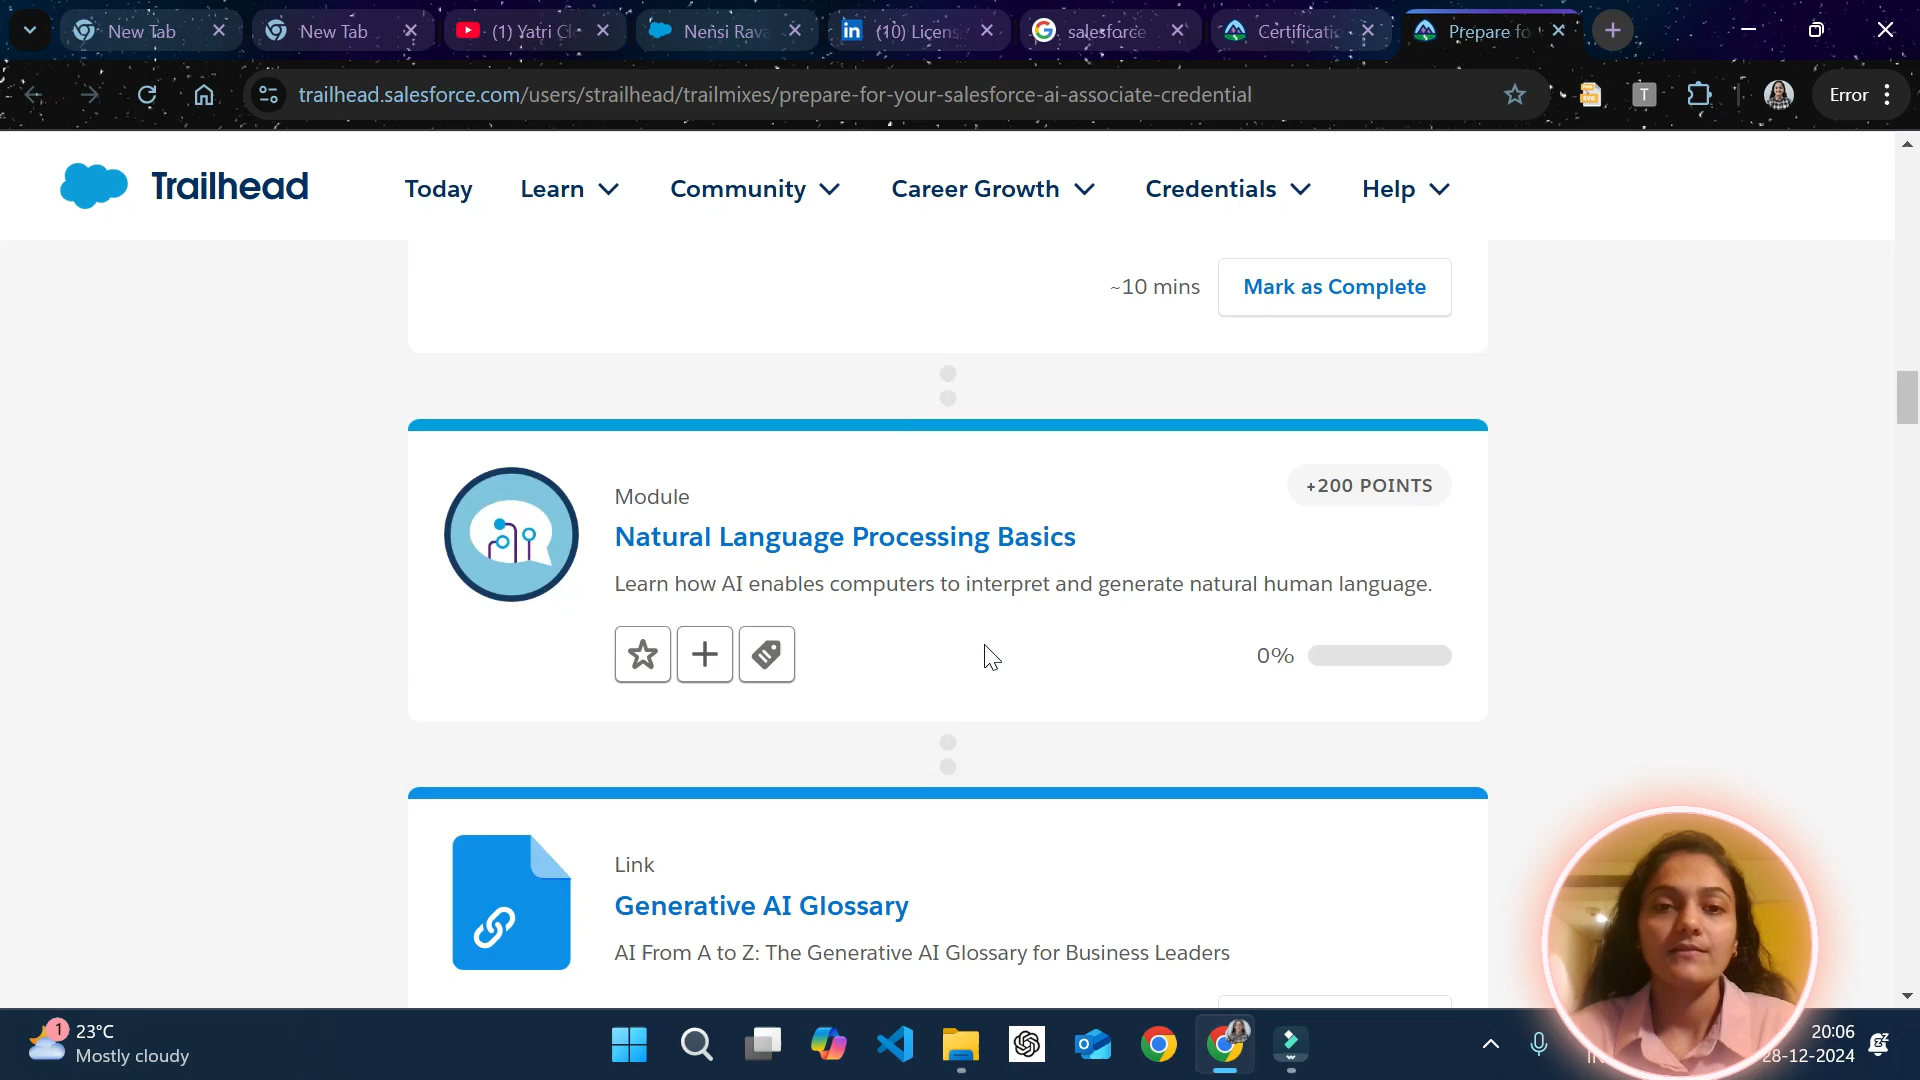 New Tab
New Tab
(1) Yatri Cl
Nensi Rava
(10) Licens
salesforce
Certificati
Prepare fo
trailhead.salesforce.com/users/strailhead/trailmixes/prepare-for-your-salesforce-ai-associate-credential
T
Error
Trailhead
Today
Learn
Community
Career Growth
Credentials
Help
~10 mins
Mark as Complete
Module
+200 POINTS
Natural Language Processing Basics
Learn how AI enables computers to interpret and generate natural human language.
0%
Link
Generative AI Glossary
AI From A to Z: The Generative AI Glossary for Business Leaders
1
23°C
Mostly cloudy
20:06
28-12-2024